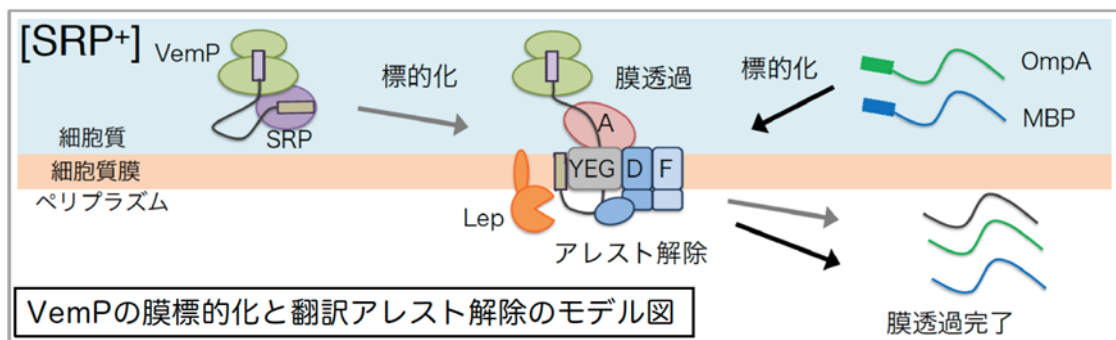 [SRP+]
VemP
SRP
標的化
膜透過
標的化
OmpA
MBP
A
細胞質
細胞質膜
ペリプラズム
YEG
D
F
Lep
アレスト解除
VemPの膜標的化と翻訳アレスト解除のモデル図
膜透過完了